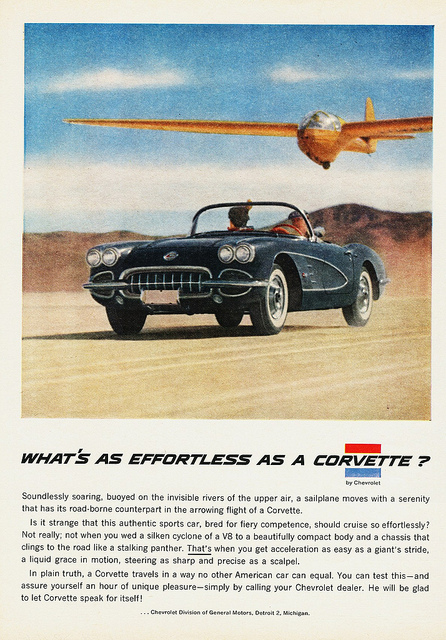 WHAT'S AS EFFORTLESS AS A CORVETTE ?
by Chevrolet
Soundlessly soaring, buoyed on the invisible rivers of the upper air, a sailplane moves with a serenity
that has its road-borne counterpart in the arrowing flight of a Corvette.
Is it strange that this authentic sports car, bred for fiery competence, should cruise so effortlessly?
Not really; not when you wed a silken cyclone of a V8 to a beautifully compact body and a chassis that
clings to the road like a stalking panther. That's when you get acceleration as easy as a giant's stride,
a liquid grace in motion, steering as sharp and precise as a scalpel.
In plain truth, a Corvette travels in a way no other American car can equal. You can test this—and
assure yourself an hour of unique pleasure—simply by calling your Chevrolet dealer. He will be glad
to let Corvette speak for itself!
. . . Chevrolet Division of General Motors, Detroit 2, Michigan.